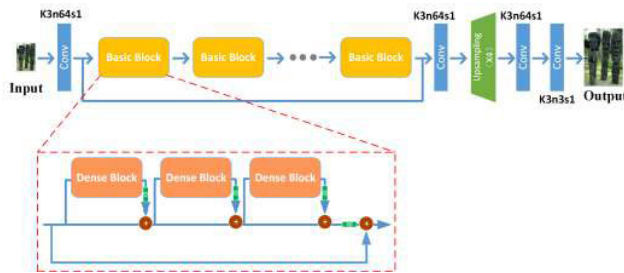 K3n64s1
K3n64s1
K3n64s1
Input
Conv
Basic Block
Basic Block
Basic Block
Conv
Upsampling
(X4)
Conv
Conv
K3n3s1
Output
Dense Block
Dense Block
Dense Block